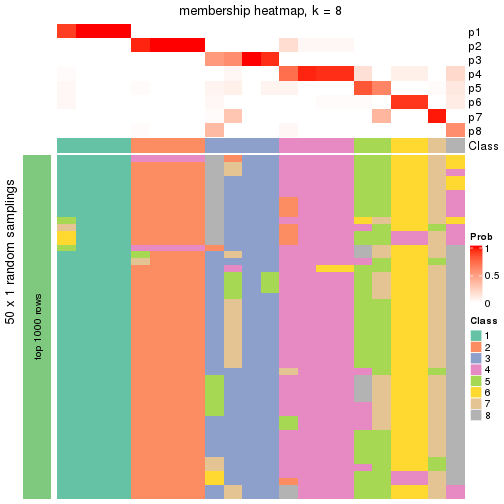 membership heatmap, k = 8
p1
p2
p3
p4
p5
p6
p7
p8
Class
50 x 1 random samplings
top 1000 rows
Prob
1
0.5
0
Class
1
2
3
4
5
6
7
8